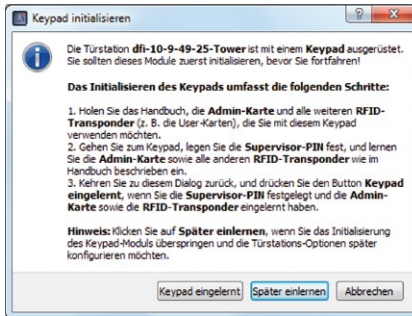 Keypad initialisieren
Die Türstation dfi-10-9-49-25-Tower ist mit einem Keypad ausgerüstet.
Sie sollten dieses Module zuerst initialisieren, bevor Sie fortfahren!
Das Initialisieren des Keypads umfasst die folgenden Schritte:
1. Holen Sie das Handbuch, die Admin-Karte und alle weiteren RFID-
Transponder (z. B. die User-Karten), die Sie mit diesem Keypad
verwenden möchten.
2. Gehen Sie zum Keypad, legen Sie die Supervisor-PIN fest, und lernen
Sie die Admin-Karte sowie alle anderen RFID-Transponder wie im
Handbuch beschrieben ein.
3. Kehren Sie zu diesem Dialog zurück, und drücken Sie den Button Keypad
eingelernt, wenn Sie die Supervisor-PIN festgelegt und die Admin-
Karte sowie die RFID-Transponder eingelernt haben.
Hinweis: Klicken Sie auf Später einlernen, wenn Sie das Initialisieren
des Keypad-Moduls überspringen und die Türstations-Optionen später
konfigurieren möchten.
Keypad eingelernt Später einlernen Abbrechen